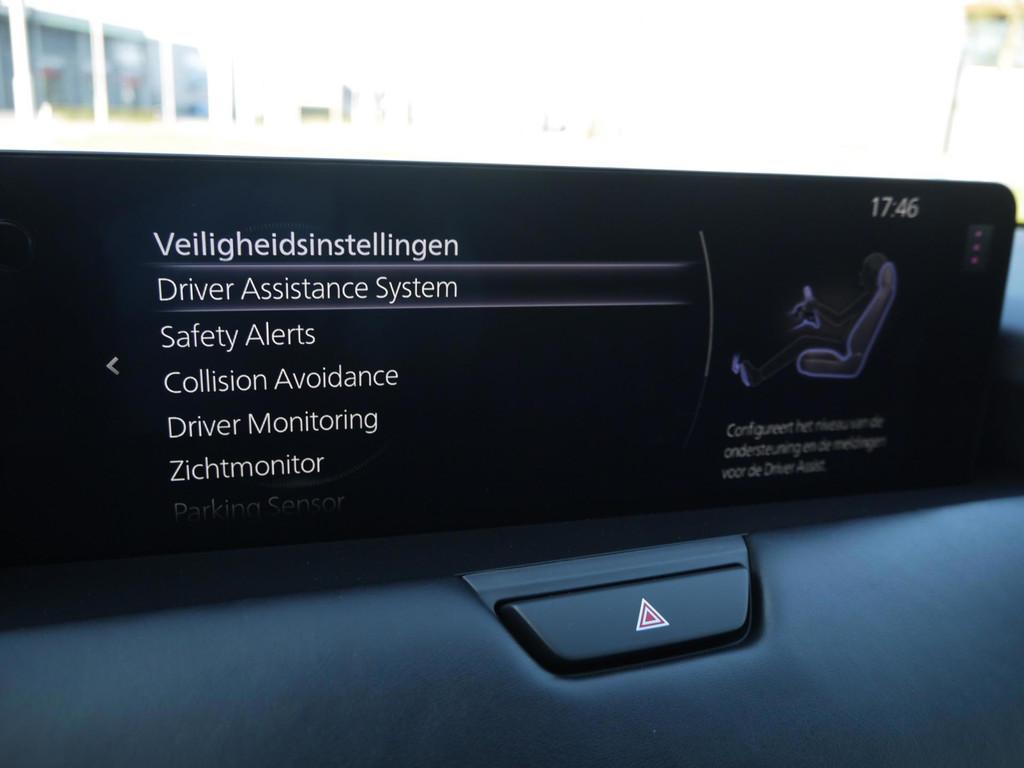 17:46
Veiligheidsinstellingen
Driver Assistance System
Safety Alerts
Collision Avoidance
Driver Monitoring
Zichtmonitor
Parking Sensor
Configureert het niveau van de
ondersteuning en de meldingen
voor de Driver Assist.